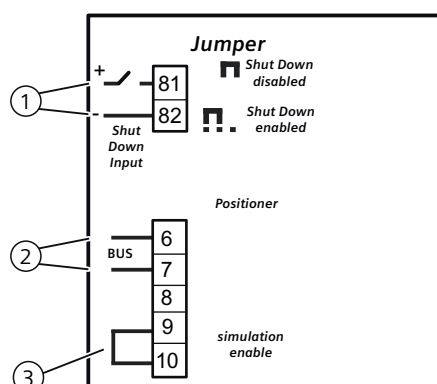 Jumper
+
81
Shut Down
disabled
1
-
82
Shut Down
enabled
Shut
Down
Input
Positioner
6
2
BUS
7
8
9
simulation
enable
10
3